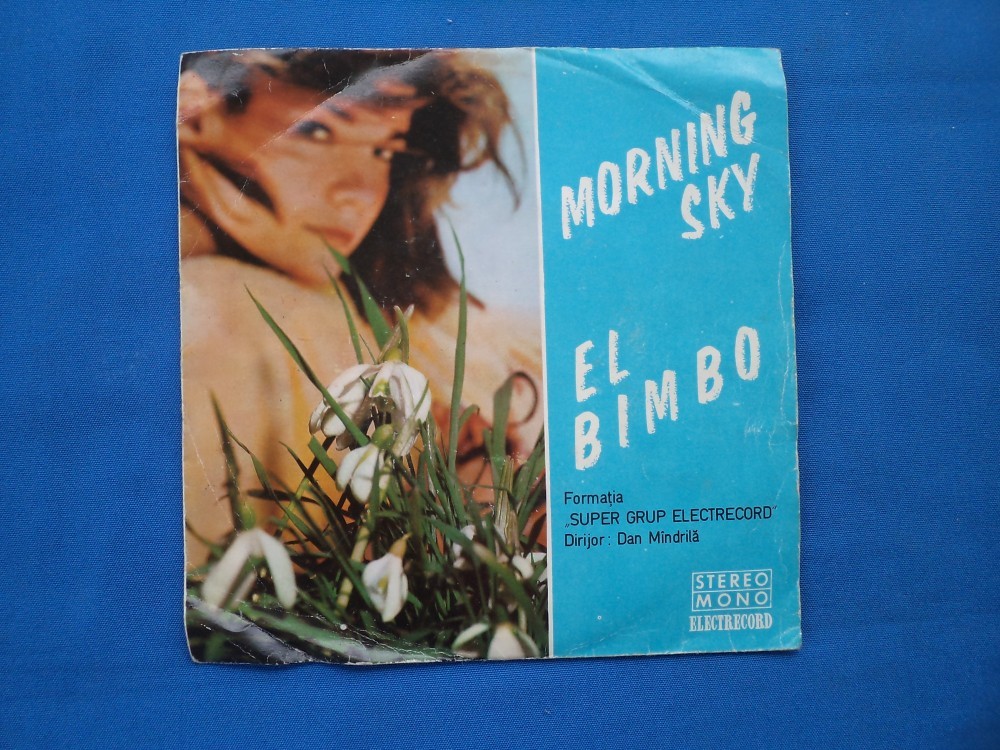 MORNING
SKY
EL
BIMBO
Formația
„SUPER GRUP ELECTRECORD”
Dirijor: Dan Mîndrilă
STEREO
MONO
ELECTRECORD